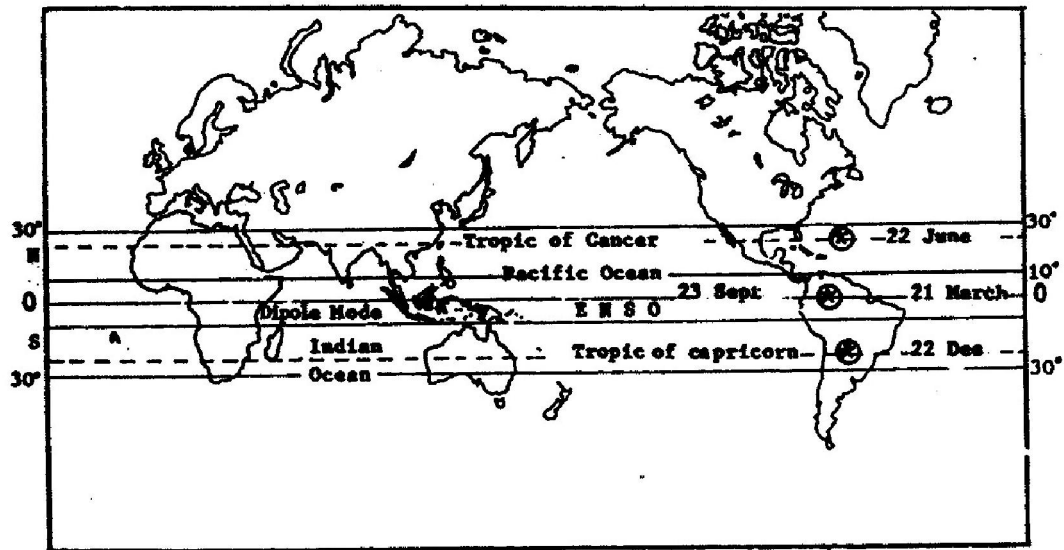 30° 30°
N Tropic of Cancer 22 June
Pacific Ocean 10°
0 23 Sept 21 March 0
Dipole Mode E N S O
S A
Indian Tropic of capricorn 22 Des
30° Ocean 30°